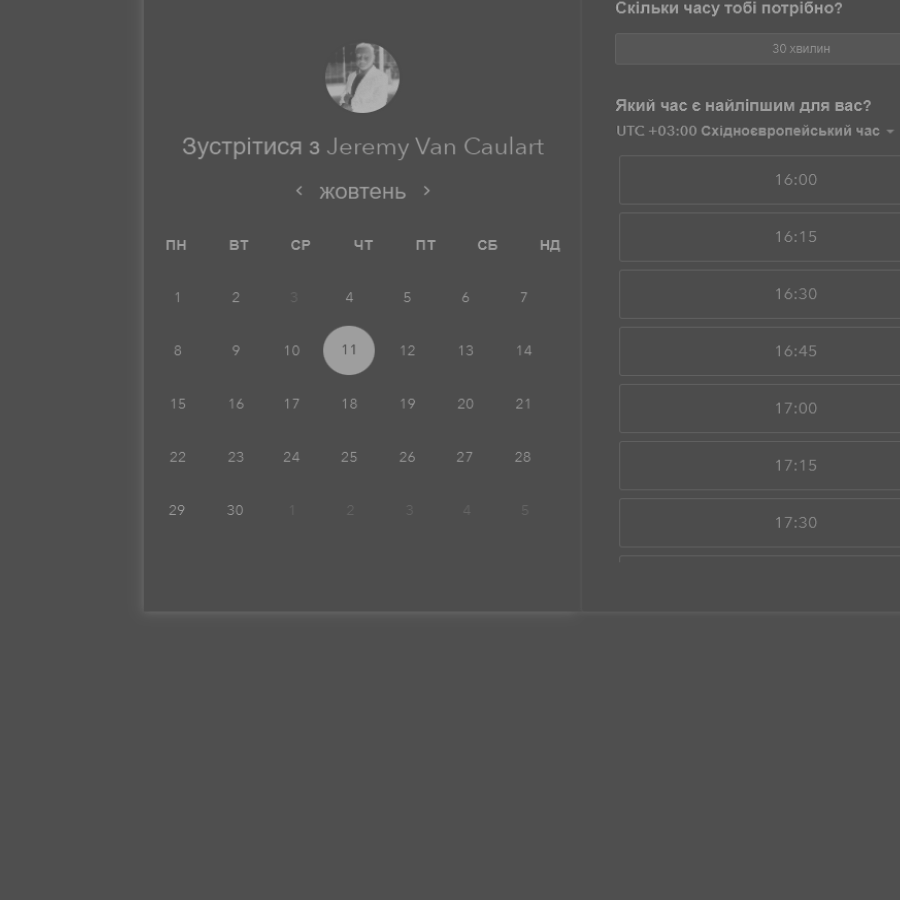 Зустрітися з Jeremy Van Caulart
‹ жовтень ›
ПН ВТ СР ЧТ ПТ СБ НД
1 2 3 4 5 6 7
8 9 10 11 12 13 14
15 16 17 18 19 20 21
22 23 24 25 26 27 28
29 30 1 2 3 4 5
Скільки часу тобі потрібно?
30 хвилин
Який час є найліпшим для вас?
UTC +03:00 Східноєвропейський час
16:00
16:15
16:30
16:45
17:00
17:15
17:30